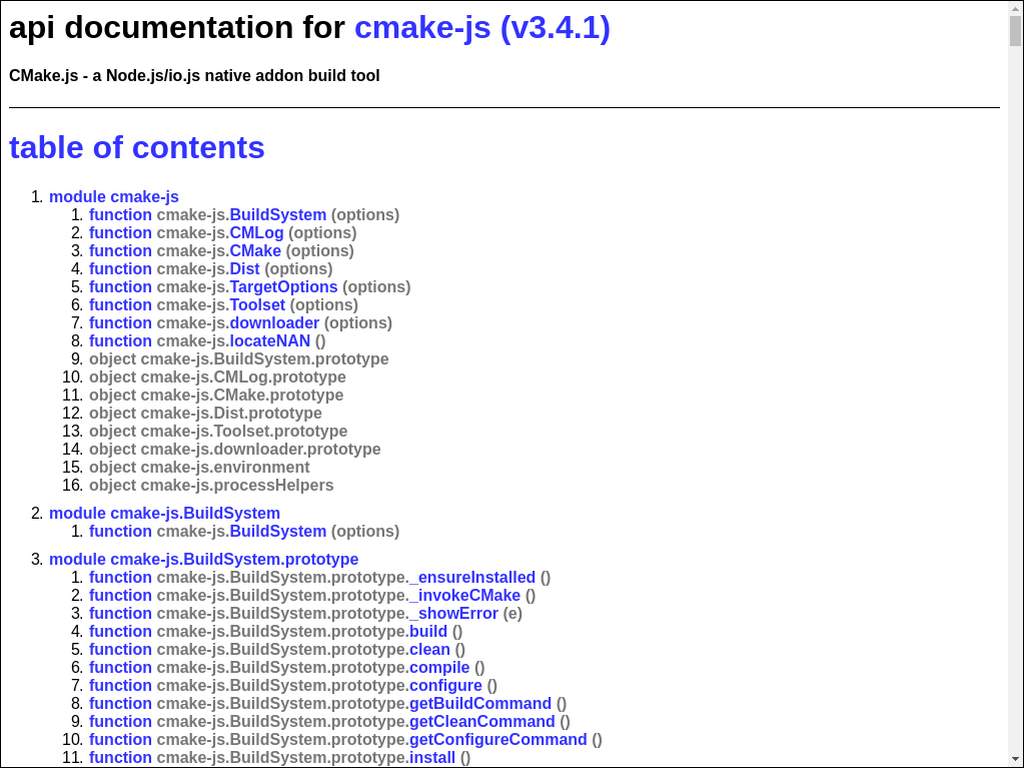 api documentation for cmake-js (v3.4.1)
CMake.js - a Node.js/io.js native addon build tool
table of contents
1. module cmake-js
1. function cmake-js.BuildSystem (options)
2. function cmake-js.CMLog (options)
3. function cmake-js.CMake (options)
4. function cmake-js.Dist (options)
5. function cmake-js.TargetOptions (options)
6. function cmake-js.Toolset (options)
7. function cmake-js.downloader (options)
8. function cmake-js.locateNAN ()
9. object cmake-js.BuildSystem.prototype
10. object cmake-js.CMLog.prototype
11. object cmake-js.CMake.prototype
12. object cmake-js.Dist.prototype
13. object cmake-js.Toolset.prototype
14. object cmake-js.downloader.prototype
15. object cmake-js.environment
16. object cmake-js.processHelpers
2. module cmake-js.BuildSystem
1. function cmake-js.BuildSystem (options)
3. module cmake-js.BuildSystem.prototype
1. function cmake-js.BuildSystem.prototype._ensureInstalled ()
2. function cmake-js.BuildSystem.prototype._invokeCMake ()
3. function cmake-js.BuildSystem.prototype._showError (e)
4. function cmake-js.BuildSystem.prototype.build ()
5. function cmake-js.BuildSystem.prototype.clean ()
6. function cmake-js.BuildSystem.prototype.compile ()
7. function cmake-js.BuildSystem.prototype.configure ()
8. function cmake-js.BuildSystem.prototype.getBuildCommand ()
9. function cmake-js.BuildSystem.prototype.getCleanCommand ()
10. function cmake-js.BuildSystem.prototype.getConfigureCommand ()
11. function cmake-js.BuildSystem.prototype.install ()